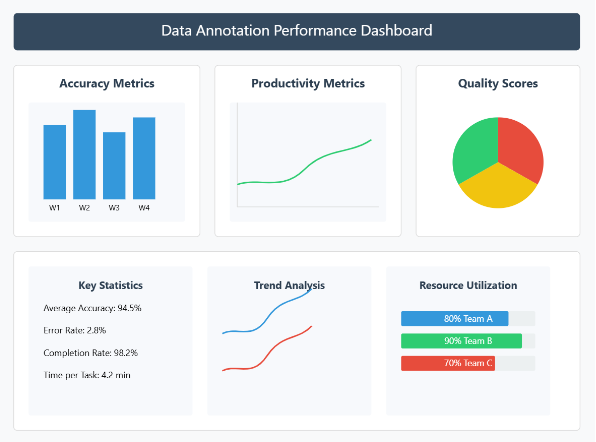 Data Annotation Performance Dashboard
Accuracy Metrics
W1 W2 W3 W4
Productivity Metrics
Quality Scores
Key Statistics
Average Accuracy: 94.5%
Error Rate: 2.8%
Completion Rate: 98.2%
Time per Task: 4.2 min
Trend Analysis
Resource Utilization
80% Team A
90% Team B
70% Team C